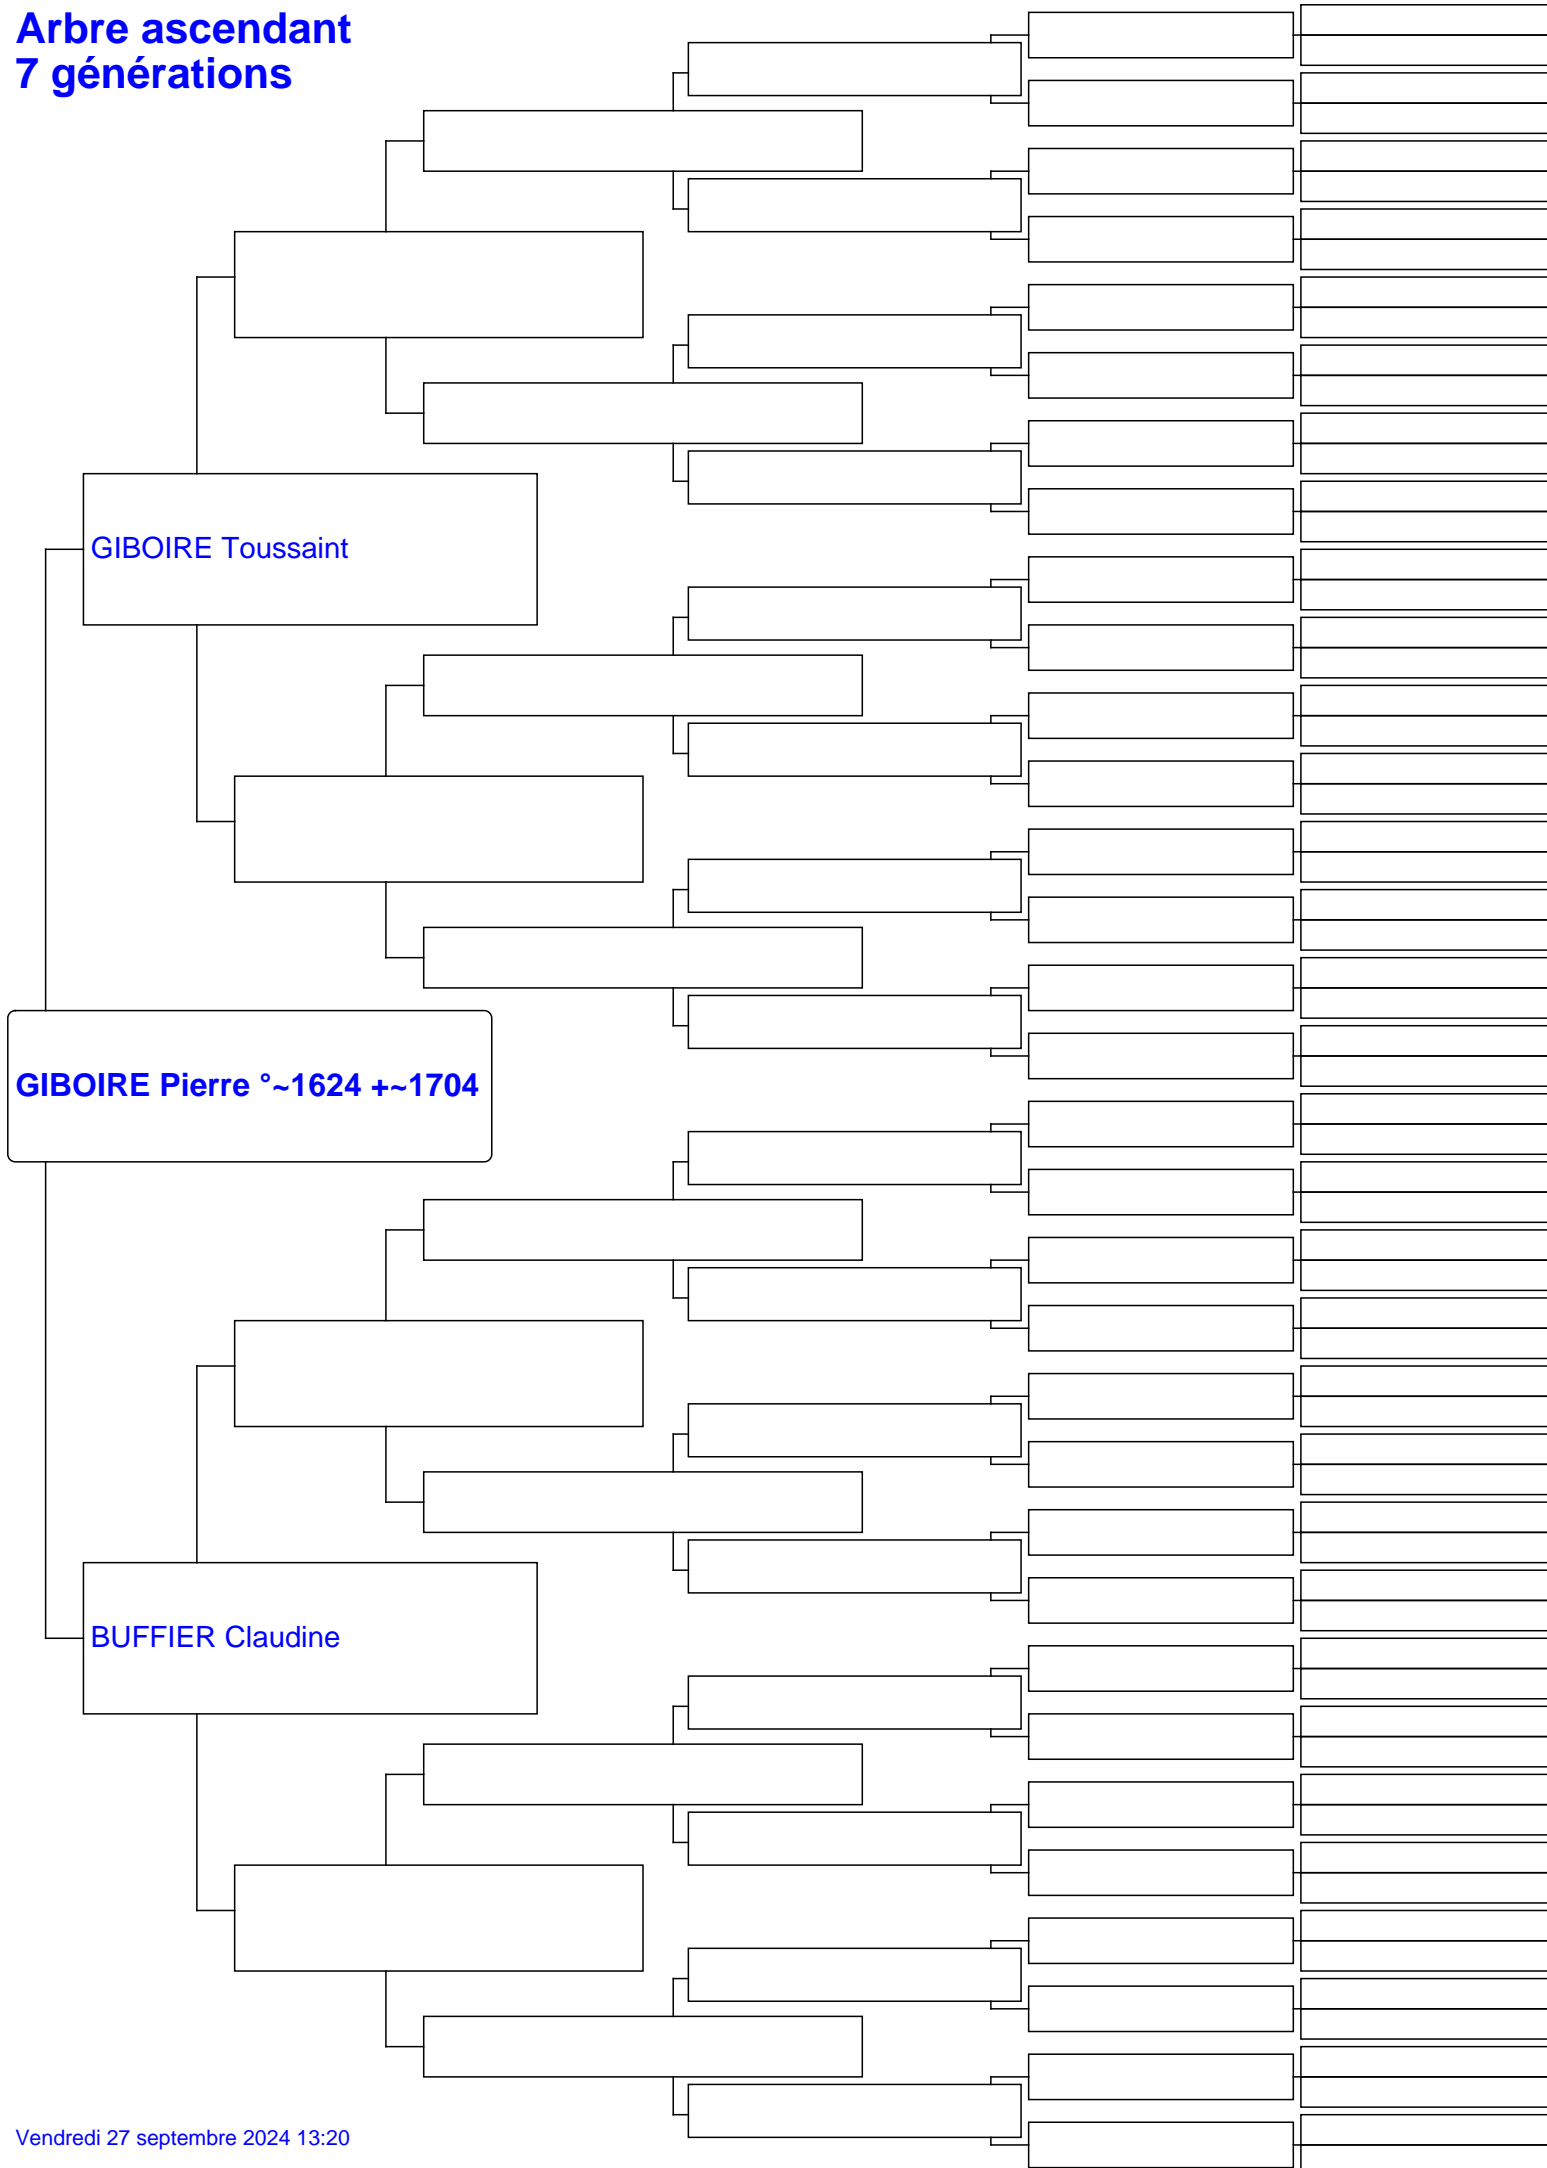 Arbre ascendant
7 générations
GIBOIRE Toussaint
GIBOIRE Pierre °~1624 +~1704
BUFFIER Claudine
Vendredi 27 septembre 2024 13:20